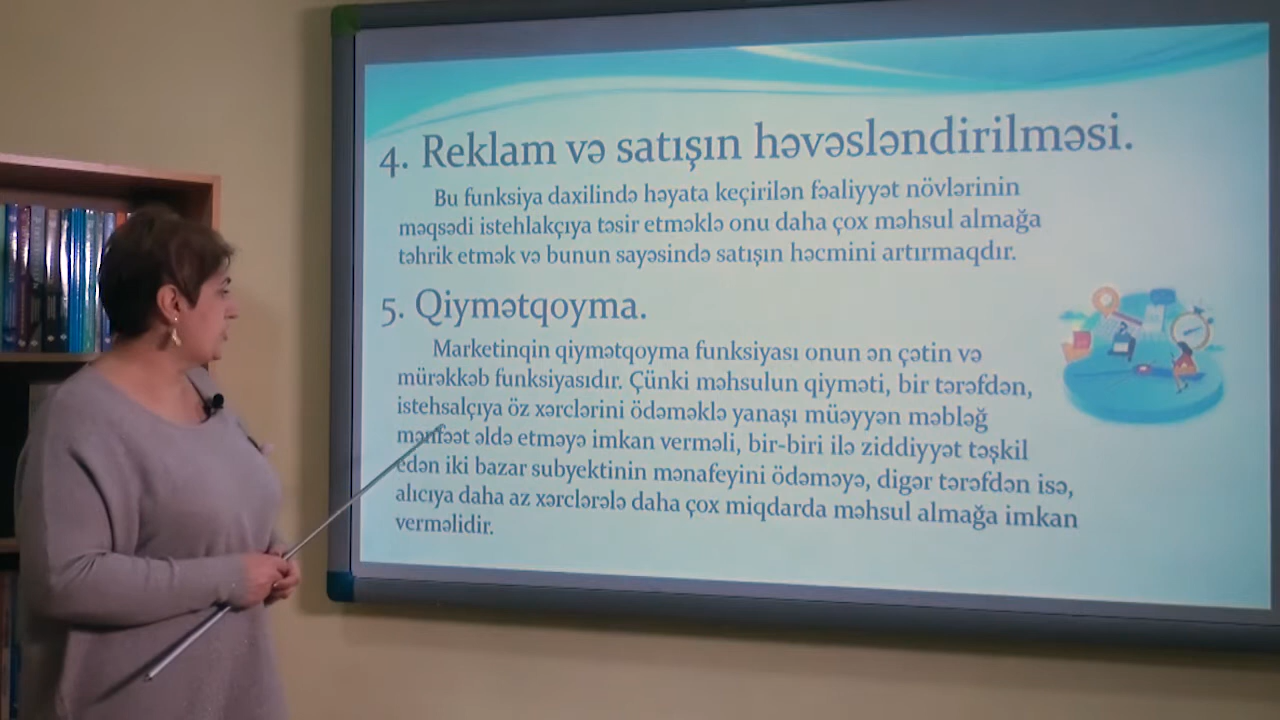 4. Reklam və satışın həvəsləndirilməsi.
Bu funksiya daxilində həyata keçirilən fəaliyyət növlərinin
məqsədi istehlakçıya təsir etməklə onu daha çox məhsul almağa
təhrik etmək və bunun sayəsində satışın həcmini artırmaqdır.
5. Qiymətqoyma.
Marketinqin qiymətqoyma funksiyası onun ən çətin və
mürəkkəb funksiyasıdır. Çünki məhsulun qiyməti, bir tərəfdən,
istehsalçıya öz xərclərini ödəməklə yanaşı müəyyən məbləğ
mənfəət əldə etməyə imkan verməli, bir-biri ilə ziddiyyət təşkil
edən iki bazar subyektinin mənafeyini ödəməyə, digər tərəfdən isə,
alıcıya daha az xərclərələ daha çox miqdarda məhsul almağa imkan
verməlidir.